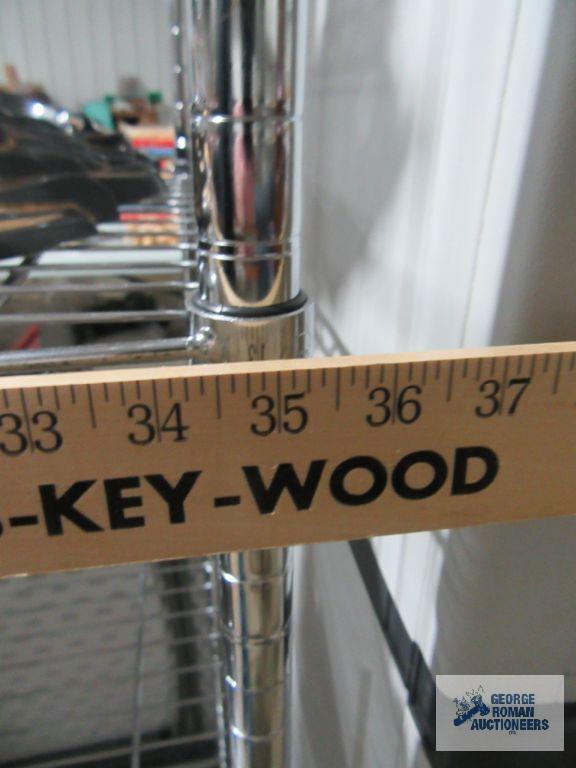 33 34 35 36 37
-KEY-WOOD
GEORGE
ROMAN
AUCTIONEERS